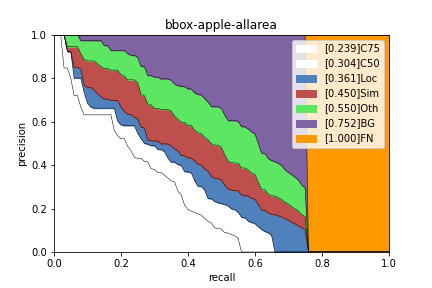 bbox-apple-allarea
[0.239]C75
[0.304]C50
[0.361]Loc
[0.450]Sim
[0.550]Oth
[0.752]BG
[1.000]FN
precision
1.0
0.8
0.6
0.4
0.2
0.0
0.0 0.2 0.4 0.6 0.8 1.0
recall